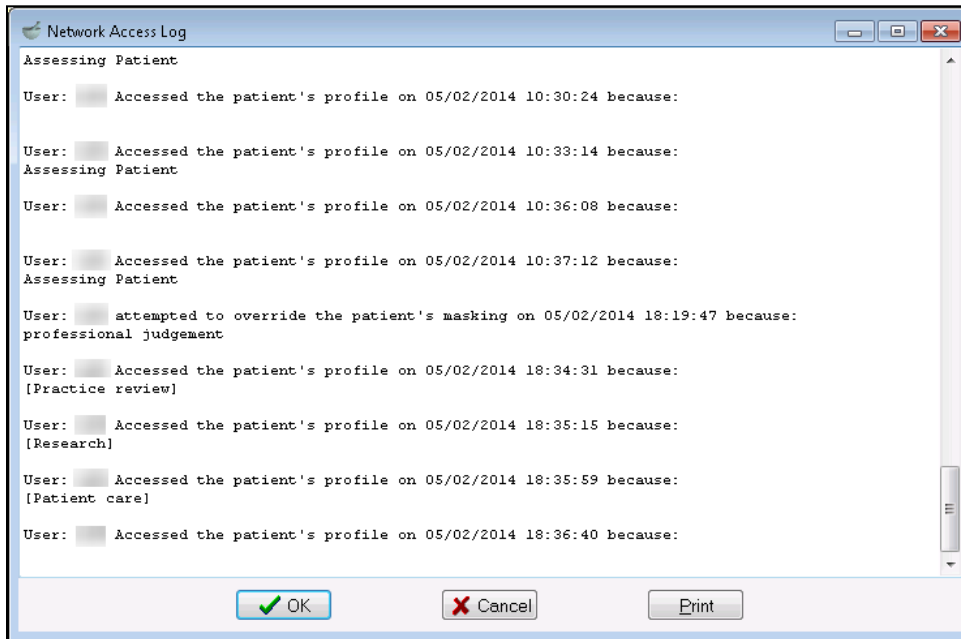 Network Access Log
Assessing Patient
User: Accessed the patient's profile on 05/02/2014 10:30:24 because:
User: Accessed the patient's profile on 05/02/2014 10:33:14 because:
Assessing Patient
User: Accessed the patient's profile on 05/02/2014 10:36:08 because:
User: Accessed the patient's profile on 05/02/2014 10:37:12 because:
Assessing Patient
User: attempted to override the patient's masking on 05/02/2014 18:19:47 because:
professional judgement
User: Accessed the patient's profile on 05/02/2014 18:34:31 because:
[Practice review]
User: Accessed the patient's profile on 05/02/2014 18:35:15 because:
[Research]
User: Accessed the patient's profile on 05/02/2014 18:35:59 because:
[Patient care]
User: Accessed the patient's profile on 05/02/2014 18:36:40 because:
OK Cancel Print